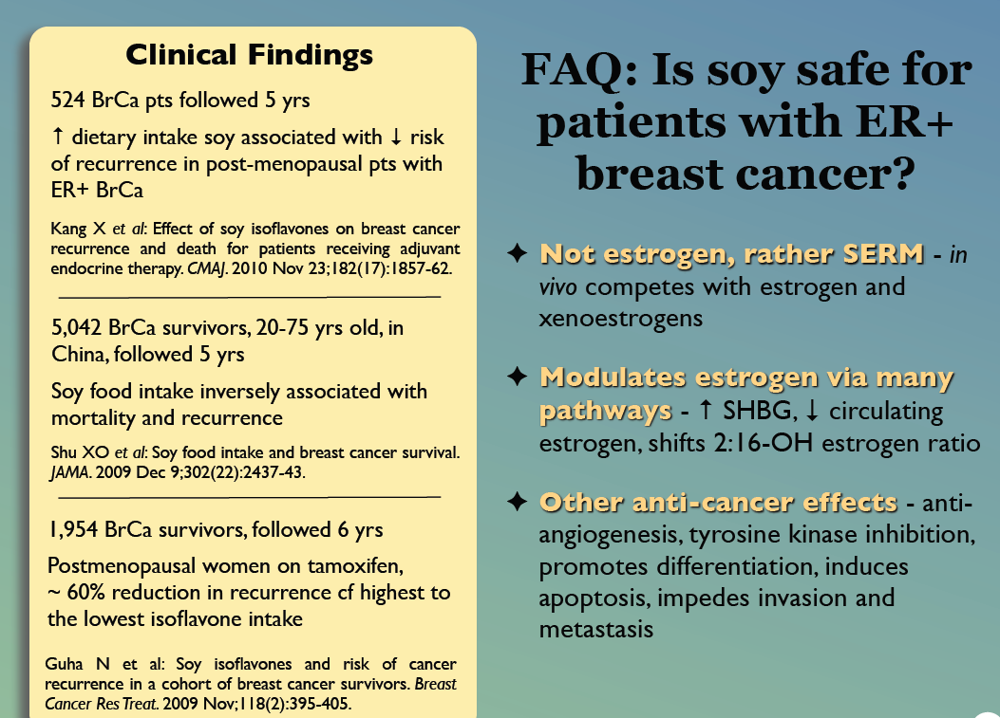 Clinical Findings
524 BrCa pts followed 5 yrs
↑ dietary intake soy associated with ↓ risk
of recurrence in post-menopausal pts with
ER+ BrCa
Kang X et al: Effect of soy isoflavones on breast cancer
recurrence and death for patients receiving adjuvant
endocrine therapy. CMAJ. 2010 Nov 23;182(17):1857-62.
5,042 BrCa survivors, 20-75 yrs old, in
China, followed 5 yrs
Soy food intake inversely associated with
mortality and recurrence
Shu XO et al: Soy food intake and breast cancer survival.
JAMA. 2009 Dec 9;302(22):2437-43.
1,954 BrCa survivors, followed 6 yrs
Postmenopausal women on tamoxifen,
~ 60% reduction in recurrence cf highest to
the lowest isoflavone intake
Guha N et al: Soy isoflavones and risk of cancer
recurrence in a cohort of breast cancer survivors. Breast
Cancer Res Treat. 2009 Nov;118(2):395-405.
FAQ: Is soy safe for
patients with ER+
breast cancer?
✦ Not estrogen, rather SERM - in
vivo competes with estrogen and
xenoestrogens
✦ Modulates estrogen via many
pathways - ↑ SHBG, ↓ circulating
estrogen, shifts 2:16-OH estrogen ratio
✦ Other anti-cancer effects - anti-
angiogenesis, tyrosine kinase inhibition,
promotes differentiation, induces
apoptosis, impedes invasion and
metastasis